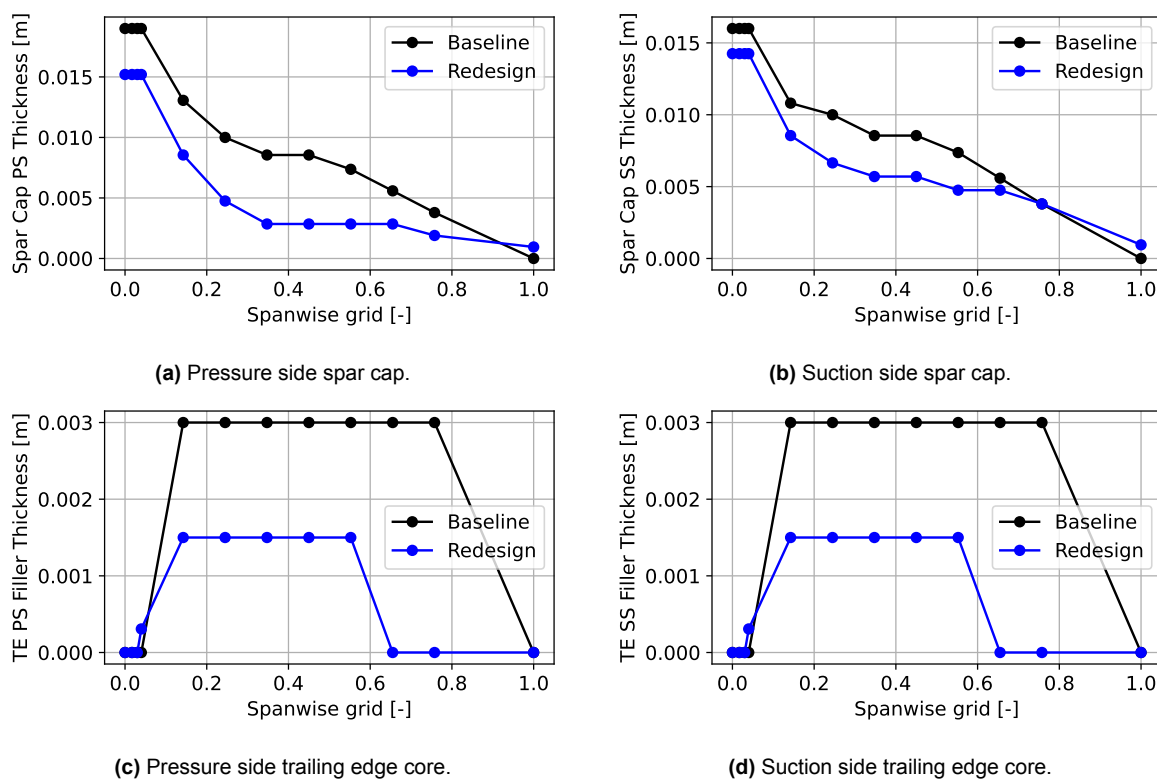 Spar Cap PS Thickness [m]
0.015
0.010
0.005
0.000
Baseline
Redesign
0.0 0.2 0.4 0.6 0.8 1.0
Spanwise grid [-]
(a) Pressure side spar cap.
Spar Cap SS Thickness [m]
0.015
0.010
0.005
0.000
Baseline
Redesign
0.0 0.2 0.4 0.6 0.8 1.0
Spanwise grid [-]
(b) Suction side spar cap.
TE PS Filler Thickness [m]
0.003
0.002
0.001
0.000
Baseline
Redesign
0.0 0.2 0.4 0.6 0.8 1.0
Spanwise grid [-]
(c) Pressure side trailing edge core.
TE SS Filler Thickness [m]
0.003
0.002
0.001
0.000
Baseline
Redesign
0.0 0.2 0.4 0.6 0.8 1.0
Spanwise grid [-]
(d) Suction side trailing edge core.